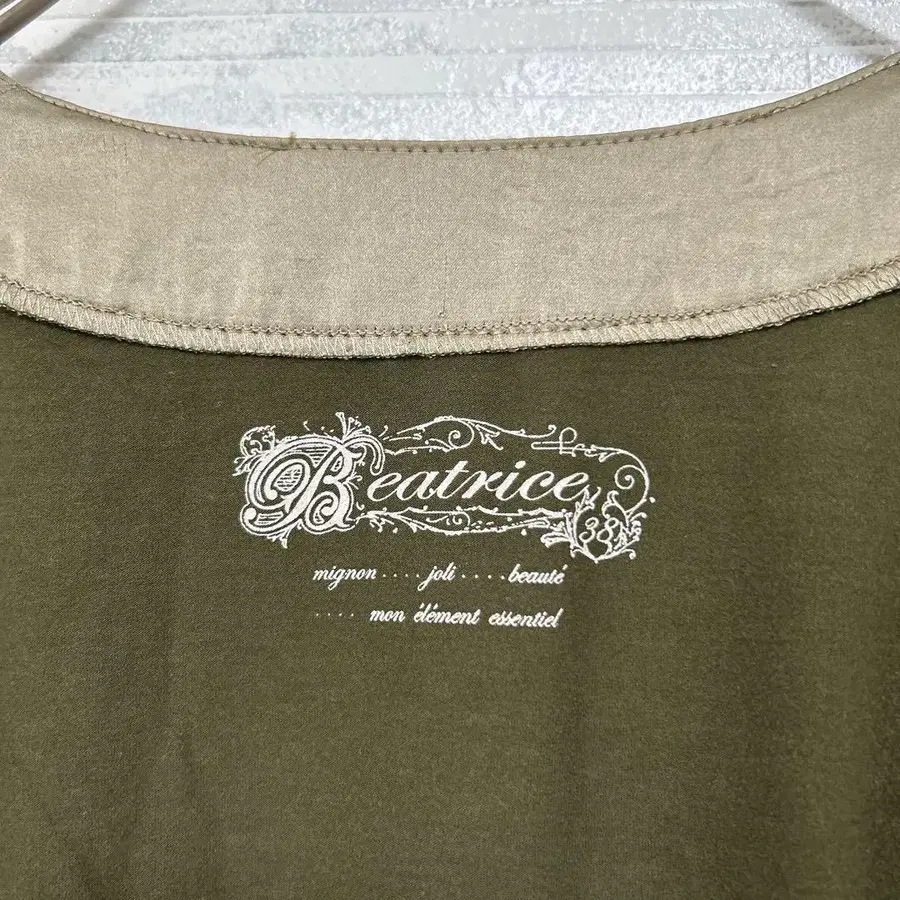 Beatrice
38
mignon .... joli .... beauté
.... mon élément essentiel